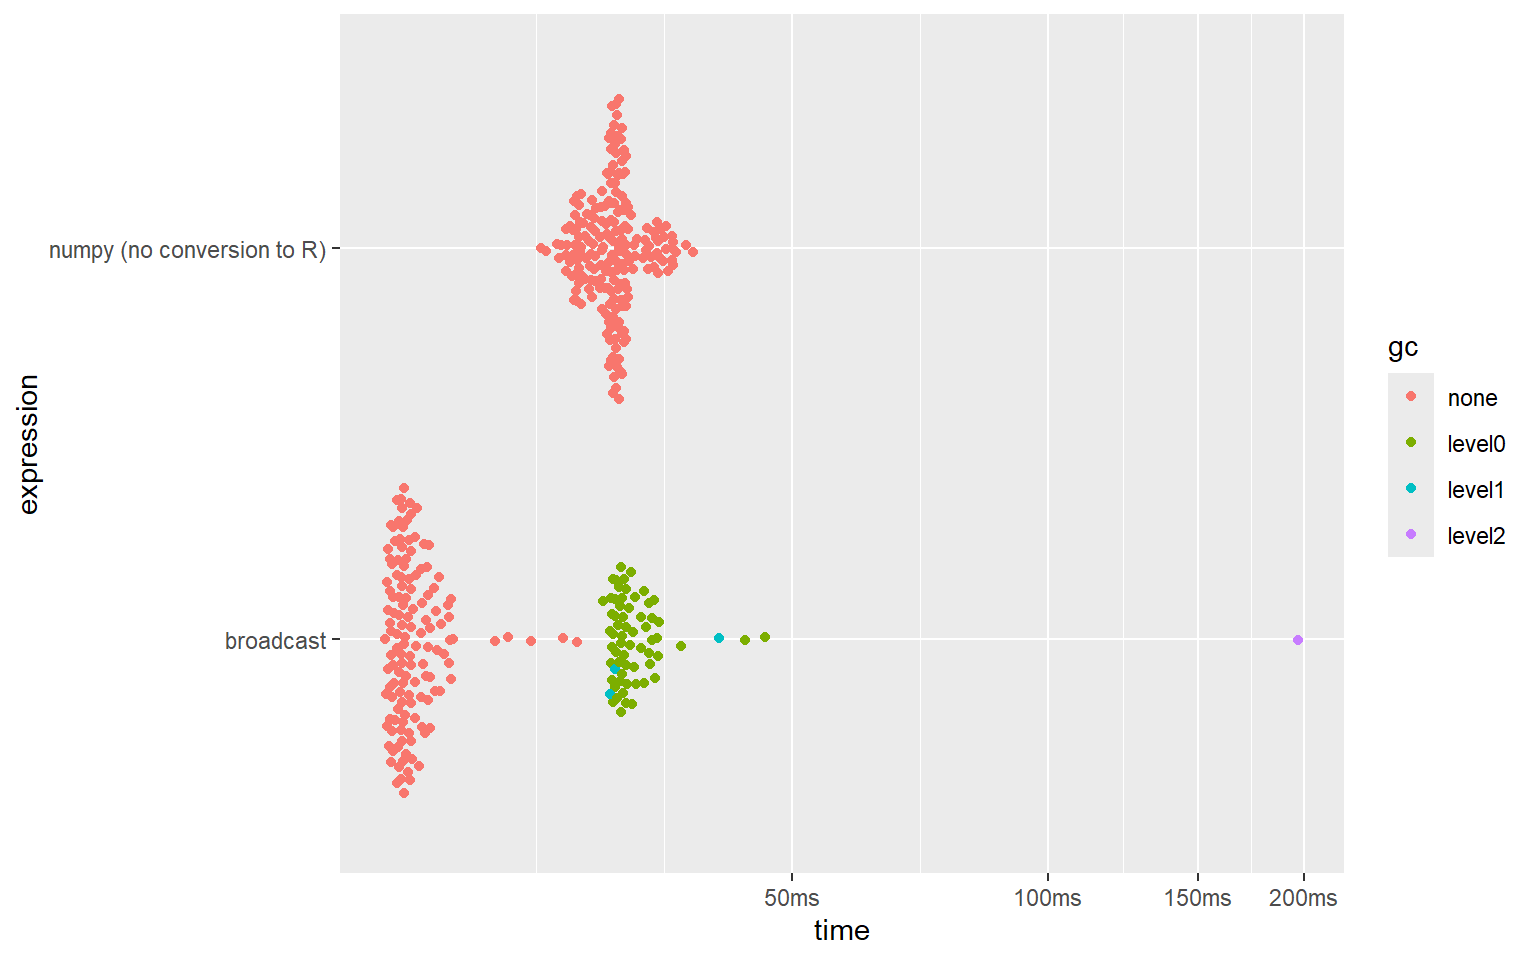 numpy (no conversion to R)
broadcast
expression
50ms
100ms
150ms
200ms
time
gc
none
level0
level1
level2